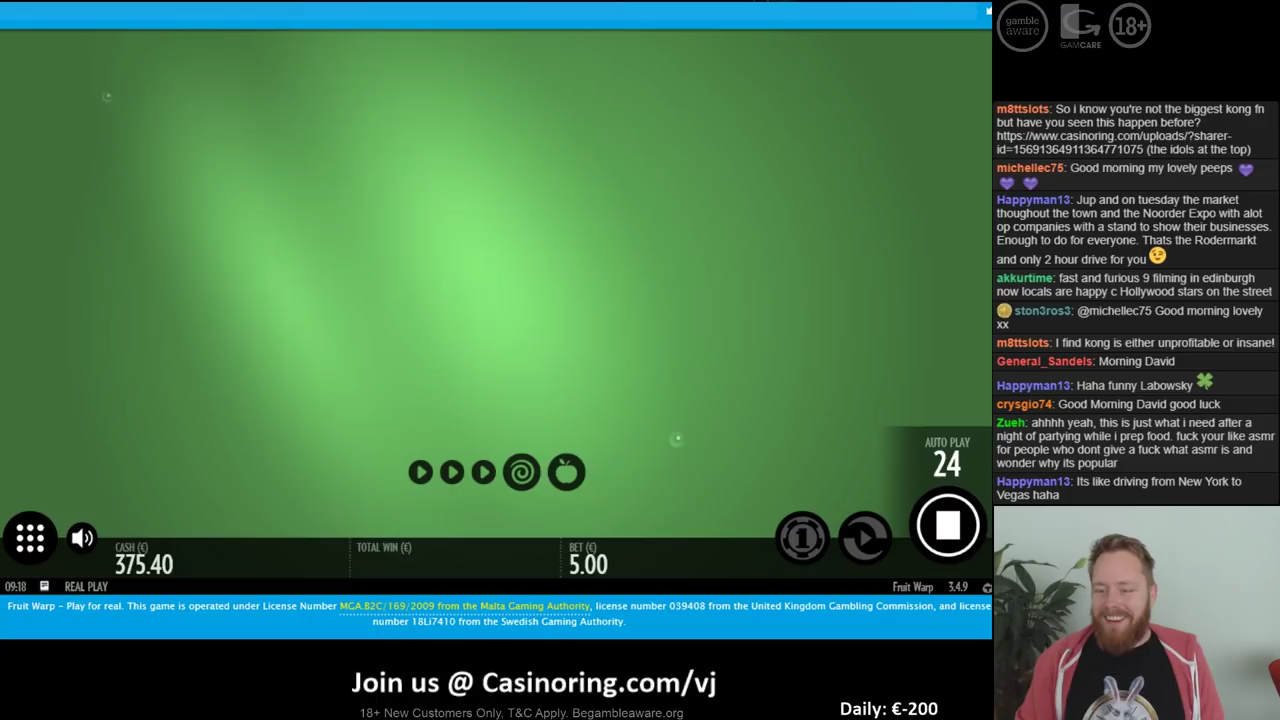 gamble
aware
GAMCARE
18+
m8ttslots: So i know you're not the biggest kong fn
but have you seen this happen before?
https://www.casinoring.com/uploads/?sharer-
id=15691364911364771075 (the idols at the top)
michellec75: Good morning my lovely peeps
Happyman13: Jup and on tuesday the market
thoughout the town and the Noorder Expo with alot
op companies with a stand to show their businesses.
Enough to do for everyone. Thats the Rodermarkt
and only 2 hour drive for you
akkurtime: fast and furious 9 filming in edinburgh
now locals are happy c Hollywood stars on the street
ston3ros3: @michellec75 Good morning lovely
xx
m8ttslots: I find kong is either unprofitable or insane!
General_Sandels: Morning David
Happyman13: Haha funny Labowsky
crysgio74: Good Morning David good luck
Zueh: ahhhh yeah, this is just what i need after a
night of partying while i prep food. fuck your like asmr
for people who dont give a fuck what asmr is and
wonder why its popular
Happyman13: Its like driving from New York to
Vegas haha
AUTO PLAY
24
1
CASH (€)
375.40
TOTAL WIN (€)
BET (€)
5.00
09:18
REAL PLAY
Fruit Warp
3.4.9
Fruit Warp - Play for real. This game is operated under License Number MGA.B2C/169/2009 from the Malta Gaming Authority, license number 039408 from the United Kingdom Gambling Commission, and license
number 18Li7410 from the Swedish Gaming Authority.
Join us @ Casinoring.com/vj
18+ New Customers Only, T&C Apply. Begambleaware.org
Daily: €-200